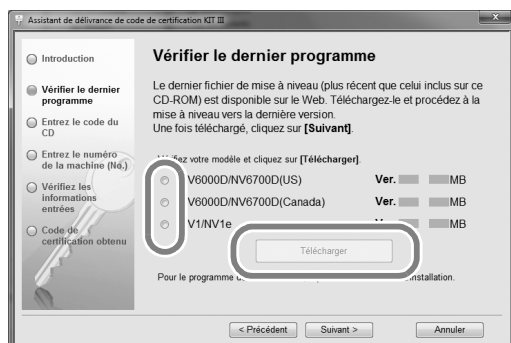 Assistant de délivrance de code de certification KIT III
Introduction
Vérifier le dernier
programme
Entrez le code du
CD
Entrez le numéro
de la machine (No.)
Vérifiez les
informations
entrées
Code de
certification obtenu
Vérifier le dernier programme
Le dernier fichier de mise à niveau (plus récent que celui inclus sur ce
CD-ROM) est disponible sur le Web. Téléchargez-le et procédez à la
mise à niveau vers la dernière version.
Une fois téléchargé, cliquez sur [Suivant].
Vérifiez votre modèle et cliquez sur [Télécharger].
V6000D/NV6700D(US) Ver. MB
V6000D/NV6700D(Canada) Ver. MB
V1/NV1e MB
Télécharger
Pour le programme
< Précédent Suivant > Annuler